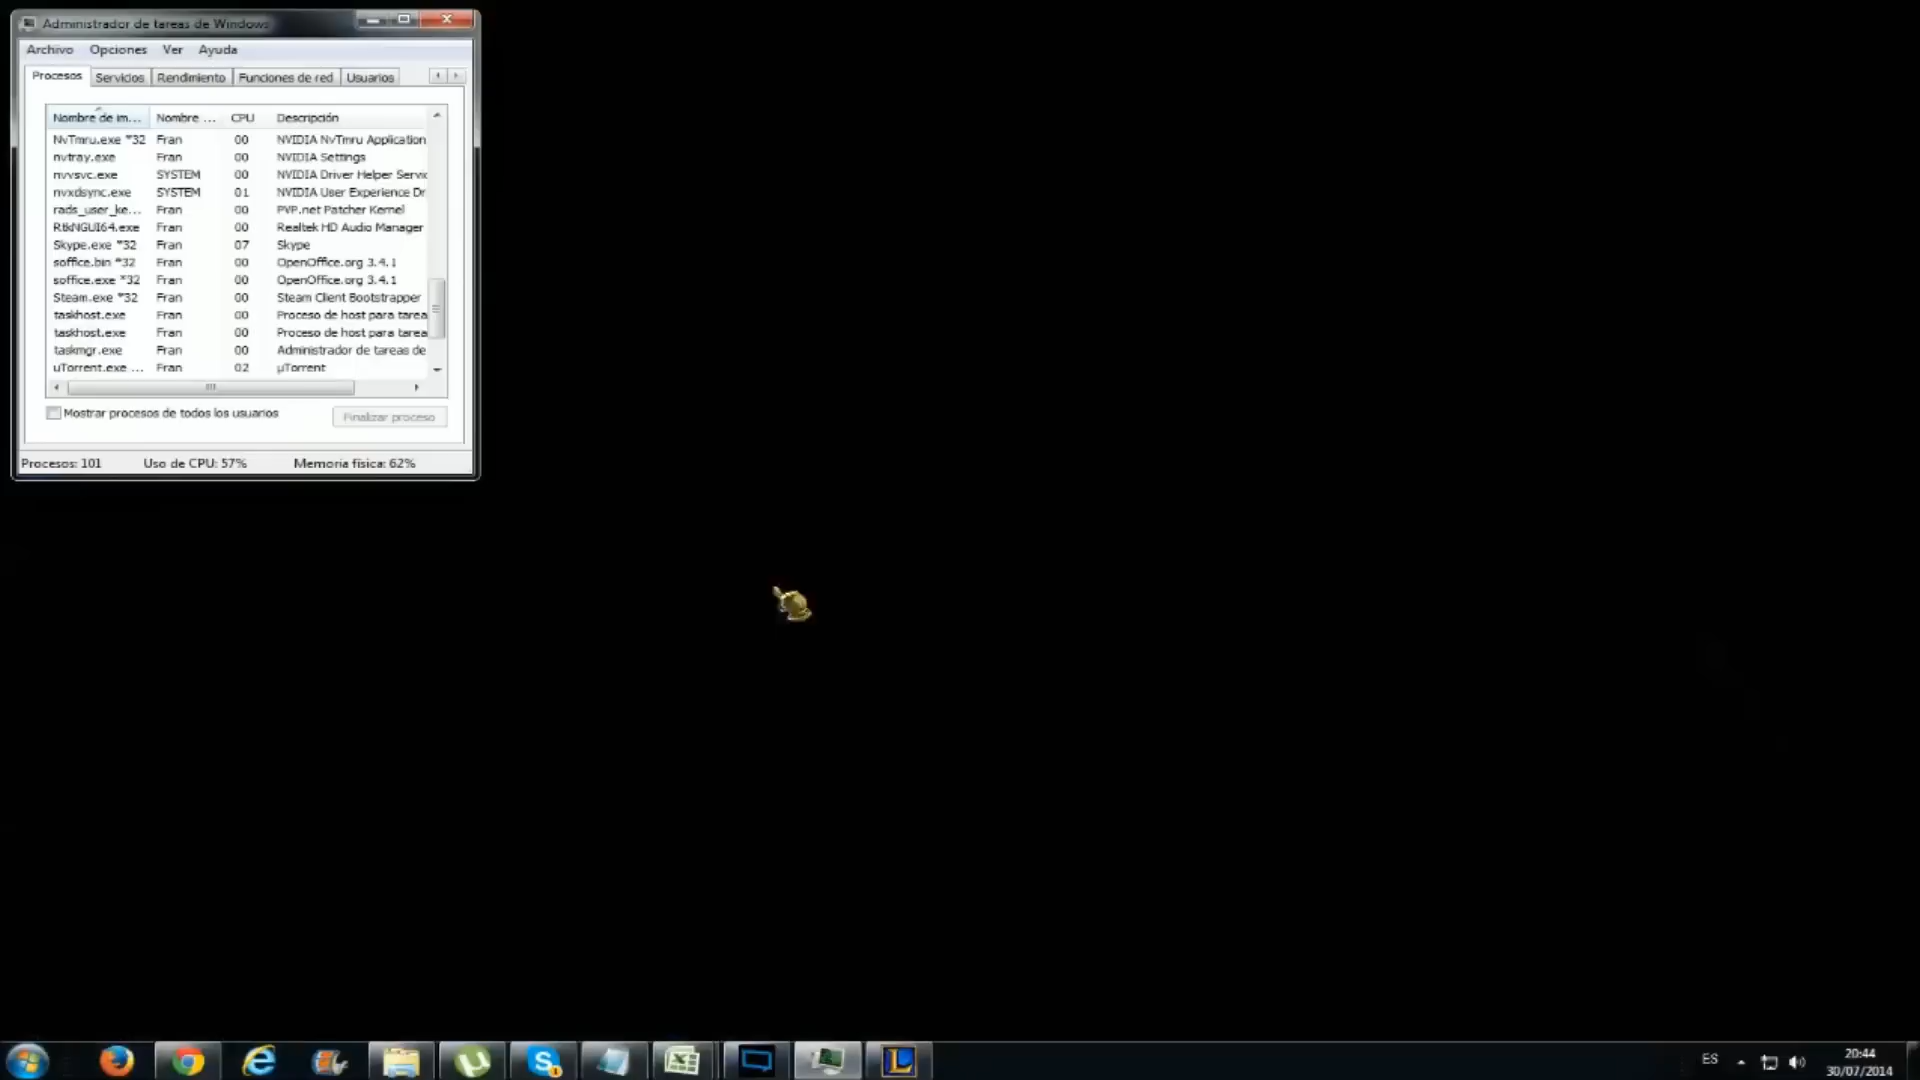 Administrador de tareas de Windows
Archivo Opciones Ver Ayuda
Procesos Servicios Rendimiento Funciones de red Usuarios
Nombre de im... Nombre ... CPU Descripción
NvTmru.exe *32 Fran 00 NVIDIA NvTmru Application
nvtray.exe Fran 00 NVIDIA Settings
nvvsvc.exe SYSTEM 00 NVIDIA Driver Helper Servic
nvxdsync.exe SYSTEM 01 NVIDIA User Experience Dr
rads_user_ke... Fran 00 PVP.net Patcher Kernel
RtkNGUI64.exe Fran 00 Realtek HD Audio Manager
Skype.exe *32 Fran 07 Skype
soffice.bin *32 Fran 00 OpenOffice.org 3.4.1
soffice.exe *32 Fran 00 OpenOffice.org 3.4.1
Steam.exe *32 Fran 00 Steam Client Bootstrapper
taskhost.exe Fran 00 Proceso de host para tarea
taskhost.exe Fran 00 Proceso de host para tarea
taskmgr.exe Fran 00 Administrador de tareas de
uTorrent.exe ... Fran 02 µTorrent
Mostrar procesos de todos los usuarios Finalizar proceso
Procesos: 101 Uso de CPU: 57% Memoria física: 62%
ES 20:44
30/07/2014